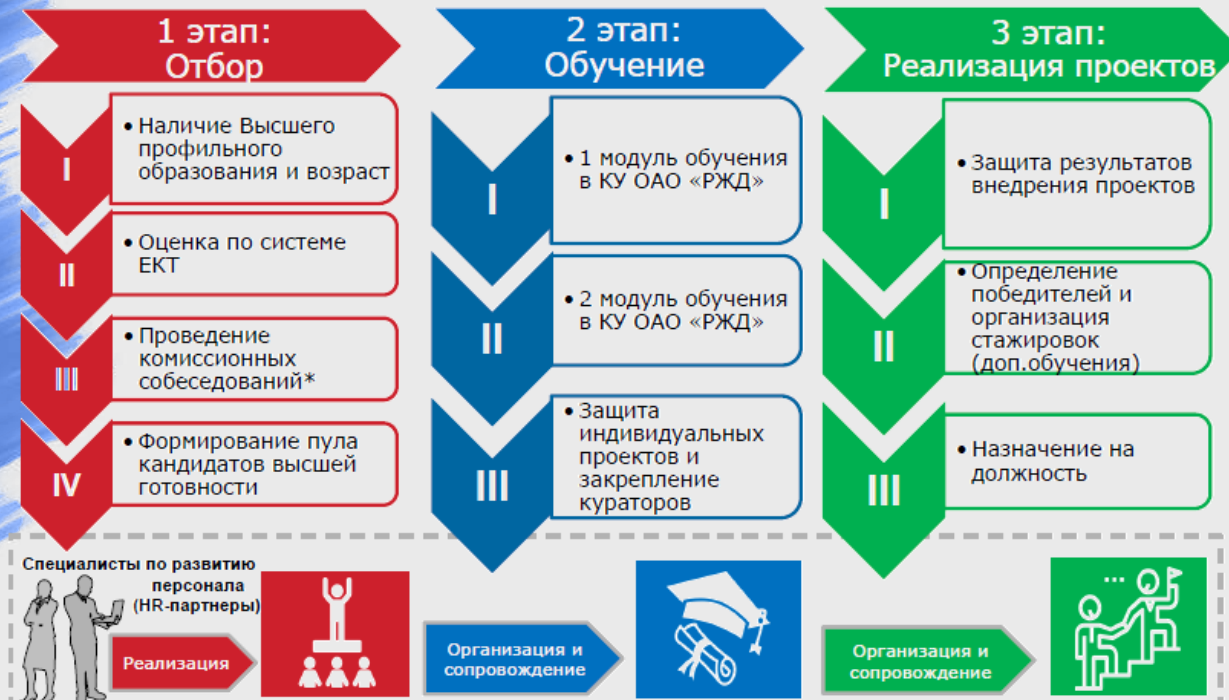 1 этап:
Отбор
I
• Наличие Высшего
профильного
образования и возраст
II
• Оценка по системе
ЕКТ
III
• Проведение
комиссионных
собеседований*
IV
• Формирование пула
кандидатов высшей
готовности
2 этап:
Обучение
I
• 1 модуль обучения
в КУ ОАО «РЖД»
II
• 2 модуль обучения
в КУ ОАО «РЖД»
III
• Защита
индивидуальных
проектов и
закрепление
кураторов
3 этап:
Реализация проектов
I
• Защита результатов
внедрения проектов
II
• Определение
победителей и
организация
стажировок
(доп.обучения)
III
• Назначение на
должность
Специалисты по развитию
персонала
(HR-партнеры)
Реализация
Организация и
сопровождение
Организация и
сопровождение
...